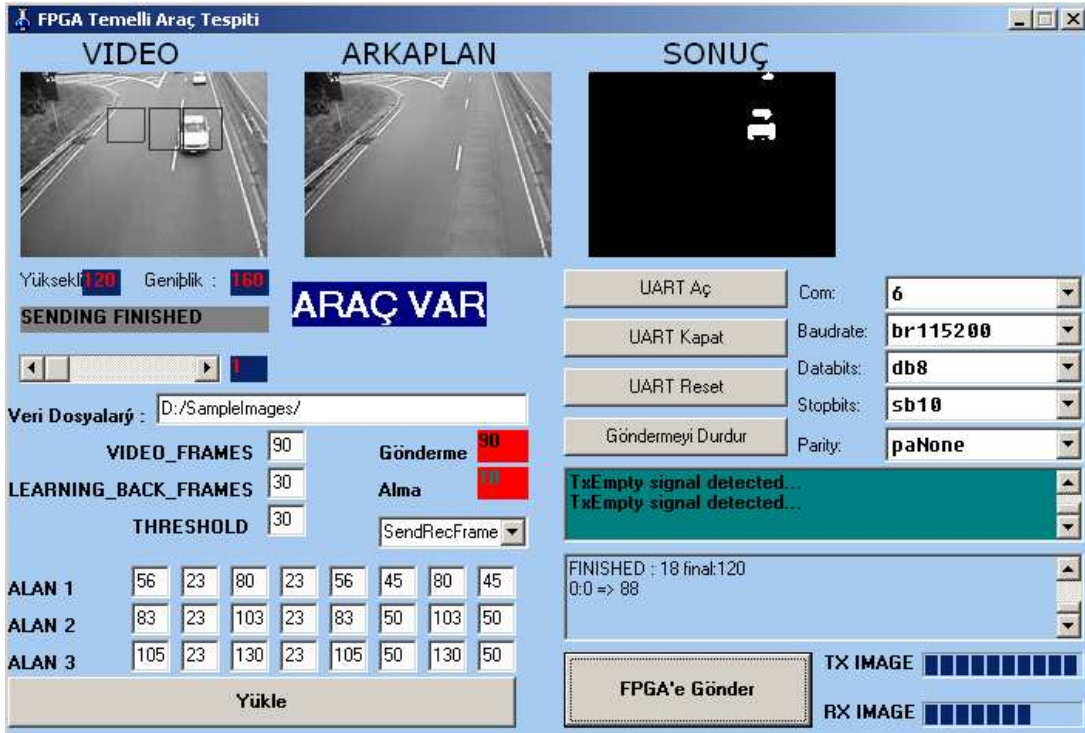 FPGA Temelli Araç Tespiti
VIDEO
ARKAPLAN
SONUÇ
Yüksekli 120 Geniþlik : 160
SENDING FINISHED
1
ARAÇ VAR
Veri Dosyalarý : D:/SampleImages/
VIDEO_FRAMES 90
LEARNING_BACK_FRAMES 30
THRESHOLD 30
Gönderme 90
Alma 18
SendRecFrame
ALAN 1 56 23 80 23 56 45 80 45
ALAN 2 83 23 103 23 83 50 103 50
ALAN 3 105 23 130 23 105 50 130 50
Yükle
UART Aç
UART Kapat
UART Reset
Göndermeyi Durdur
Com: 6
Baudrate: br115200
Databits: db8
Stopbits: sb10
Parity: paNone
TxEmpty signal detected...
TxEmpty signal detected...
FINISHED : 18 final:120
0:0 => 88
FPGA'e Gönder
TX IMAGE
RX IMAGE